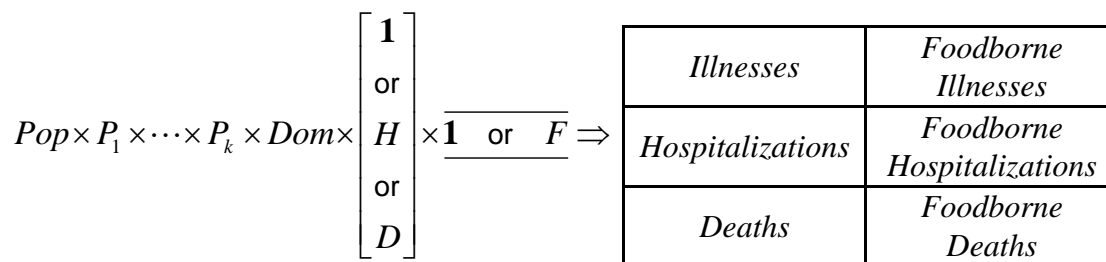 Pop × P₁ × ⋯ × Pₖ × Dom × [1 or H or D] × 1 or F ⇒
Illnesses
Foodborne
Illnesses
Hospitalizations
Foodborne
Hospitalizations
Deaths
Foodborne
Deaths